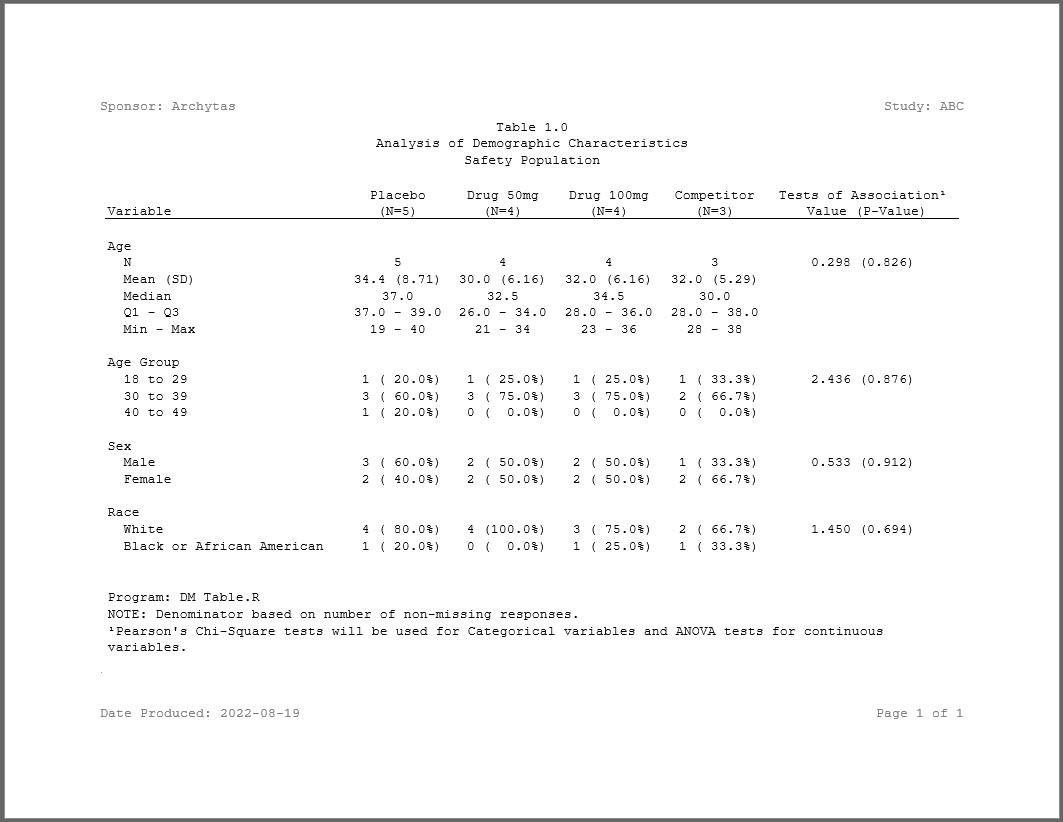 Sponsor: Archytas Study: ABC
Table 1.0
Analysis of Demographic Characteristics
Safety Population
Placebo Drug 50mg Drug 100mg Competitor Tests of Association¹
Variable (N=5) (N=4) (N=4) (N=3) Value (P-Value)
Age
N 5 4 4 3 0.298 (0.826)
Mean (SD) 34.4 (8.71) 30.0 (6.16) 32.0 (6.16) 32.0 (5.29)
Median 37.0 32.5 34.5 30.0
Q1 - Q3 37.0 - 39.0 26.0 - 34.0 28.0 - 36.0 28.0 - 38.0
Min - Max 19 - 40 21 - 34 23 - 36 28 - 38
Age Group
18 to 29 1 ( 20.0%) 1 ( 25.0%) 1 ( 25.0%) 1 ( 33.3%) 2.436 (0.876)
30 to 39 3 ( 60.0%) 3 ( 75.0%) 3 ( 75.0%) 2 ( 66.7%)
40 to 49 1 ( 20.0%) 0 (  0.0%) 0 (  0.0%) 0 (  0.0%)
Sex
Male 3 ( 60.0%) 2 ( 50.0%) 2 ( 50.0%) 1 ( 33.3%) 0.533 (0.912)
Female 2 ( 40.0%) 2 ( 50.0%) 2 ( 50.0%) 2 ( 66.7%)
Race
White 4 ( 80.0%) 4 (100.0%) 3 ( 75.0%) 2 ( 66.7%) 1.450 (0.694)
Black or African American 1 ( 20.0%) 0 (  0.0%) 1 ( 25.0%) 1 ( 33.3%)
Program: DM Table.R
NOTE: Denominator based on number of non-missing responses.
¹Pearson's Chi-Square tests will be used for Categorical variables and ANOVA tests for continuous
variables.
Date Produced: 2022-08-19 Page 1 of 1